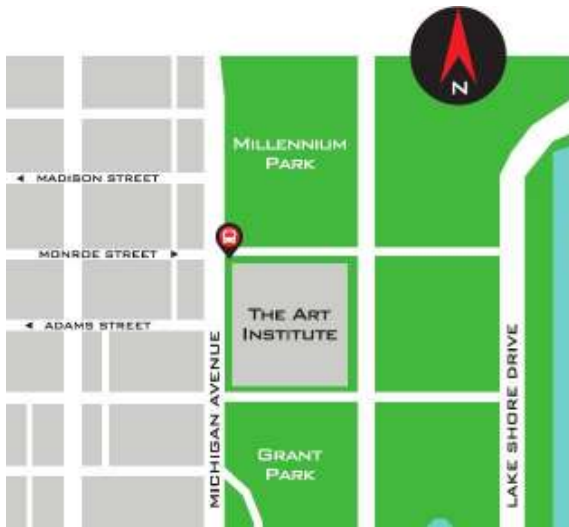 N
MILLENNIUM
PARK
MADISON STREET
MONROE STREET
THE ART
INSTITUTE
ADAMS STREET
MICHIGAN AVENUE
LAKE SHORE DRIVE
GRANT
PARK